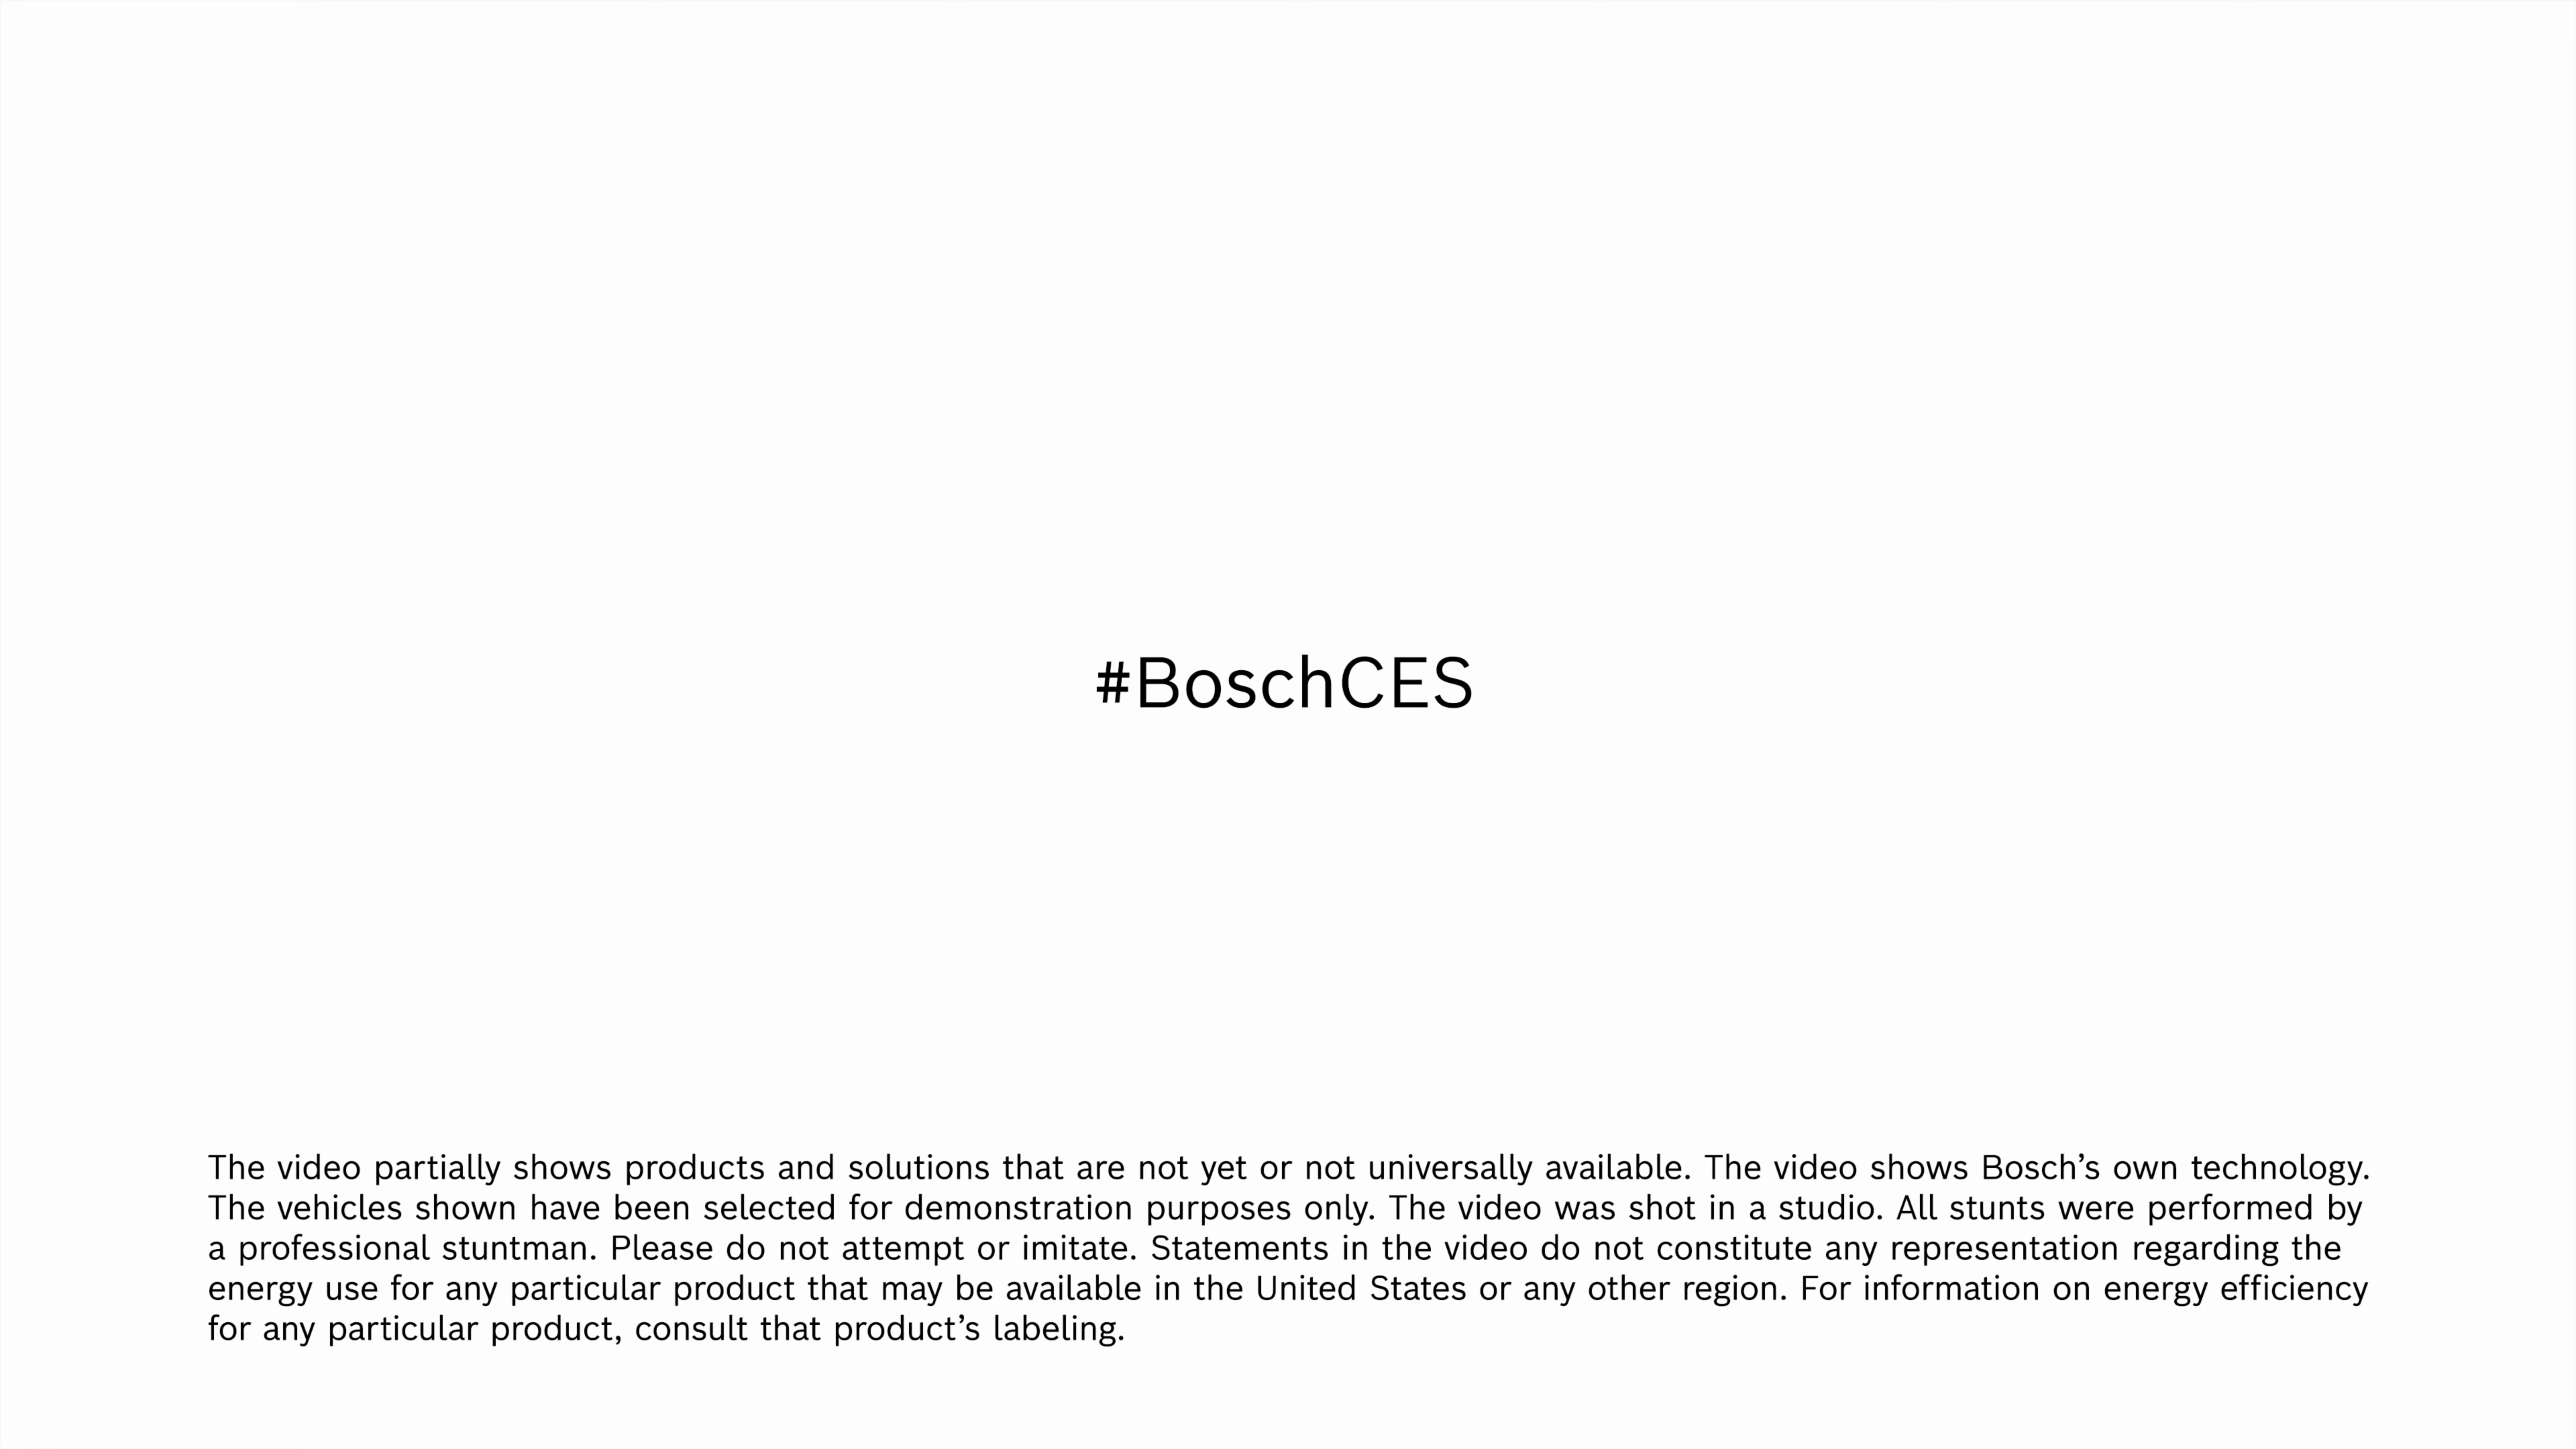 #BoschCES
The video partially shows products and solutions that are not yet or not universally available. The video shows Bosch’s own technology.
The vehicles shown have been selected for demonstration purposes only. The video was shot in a studio. All stunts were performed by
a professional stuntman. Please do not attempt or imitate. Statements in the video do not constitute any representation regarding the
energy use for any particular product that may be available in the United States or any other region. For information on energy efficiency
for any particular product, consult that product’s labeling.